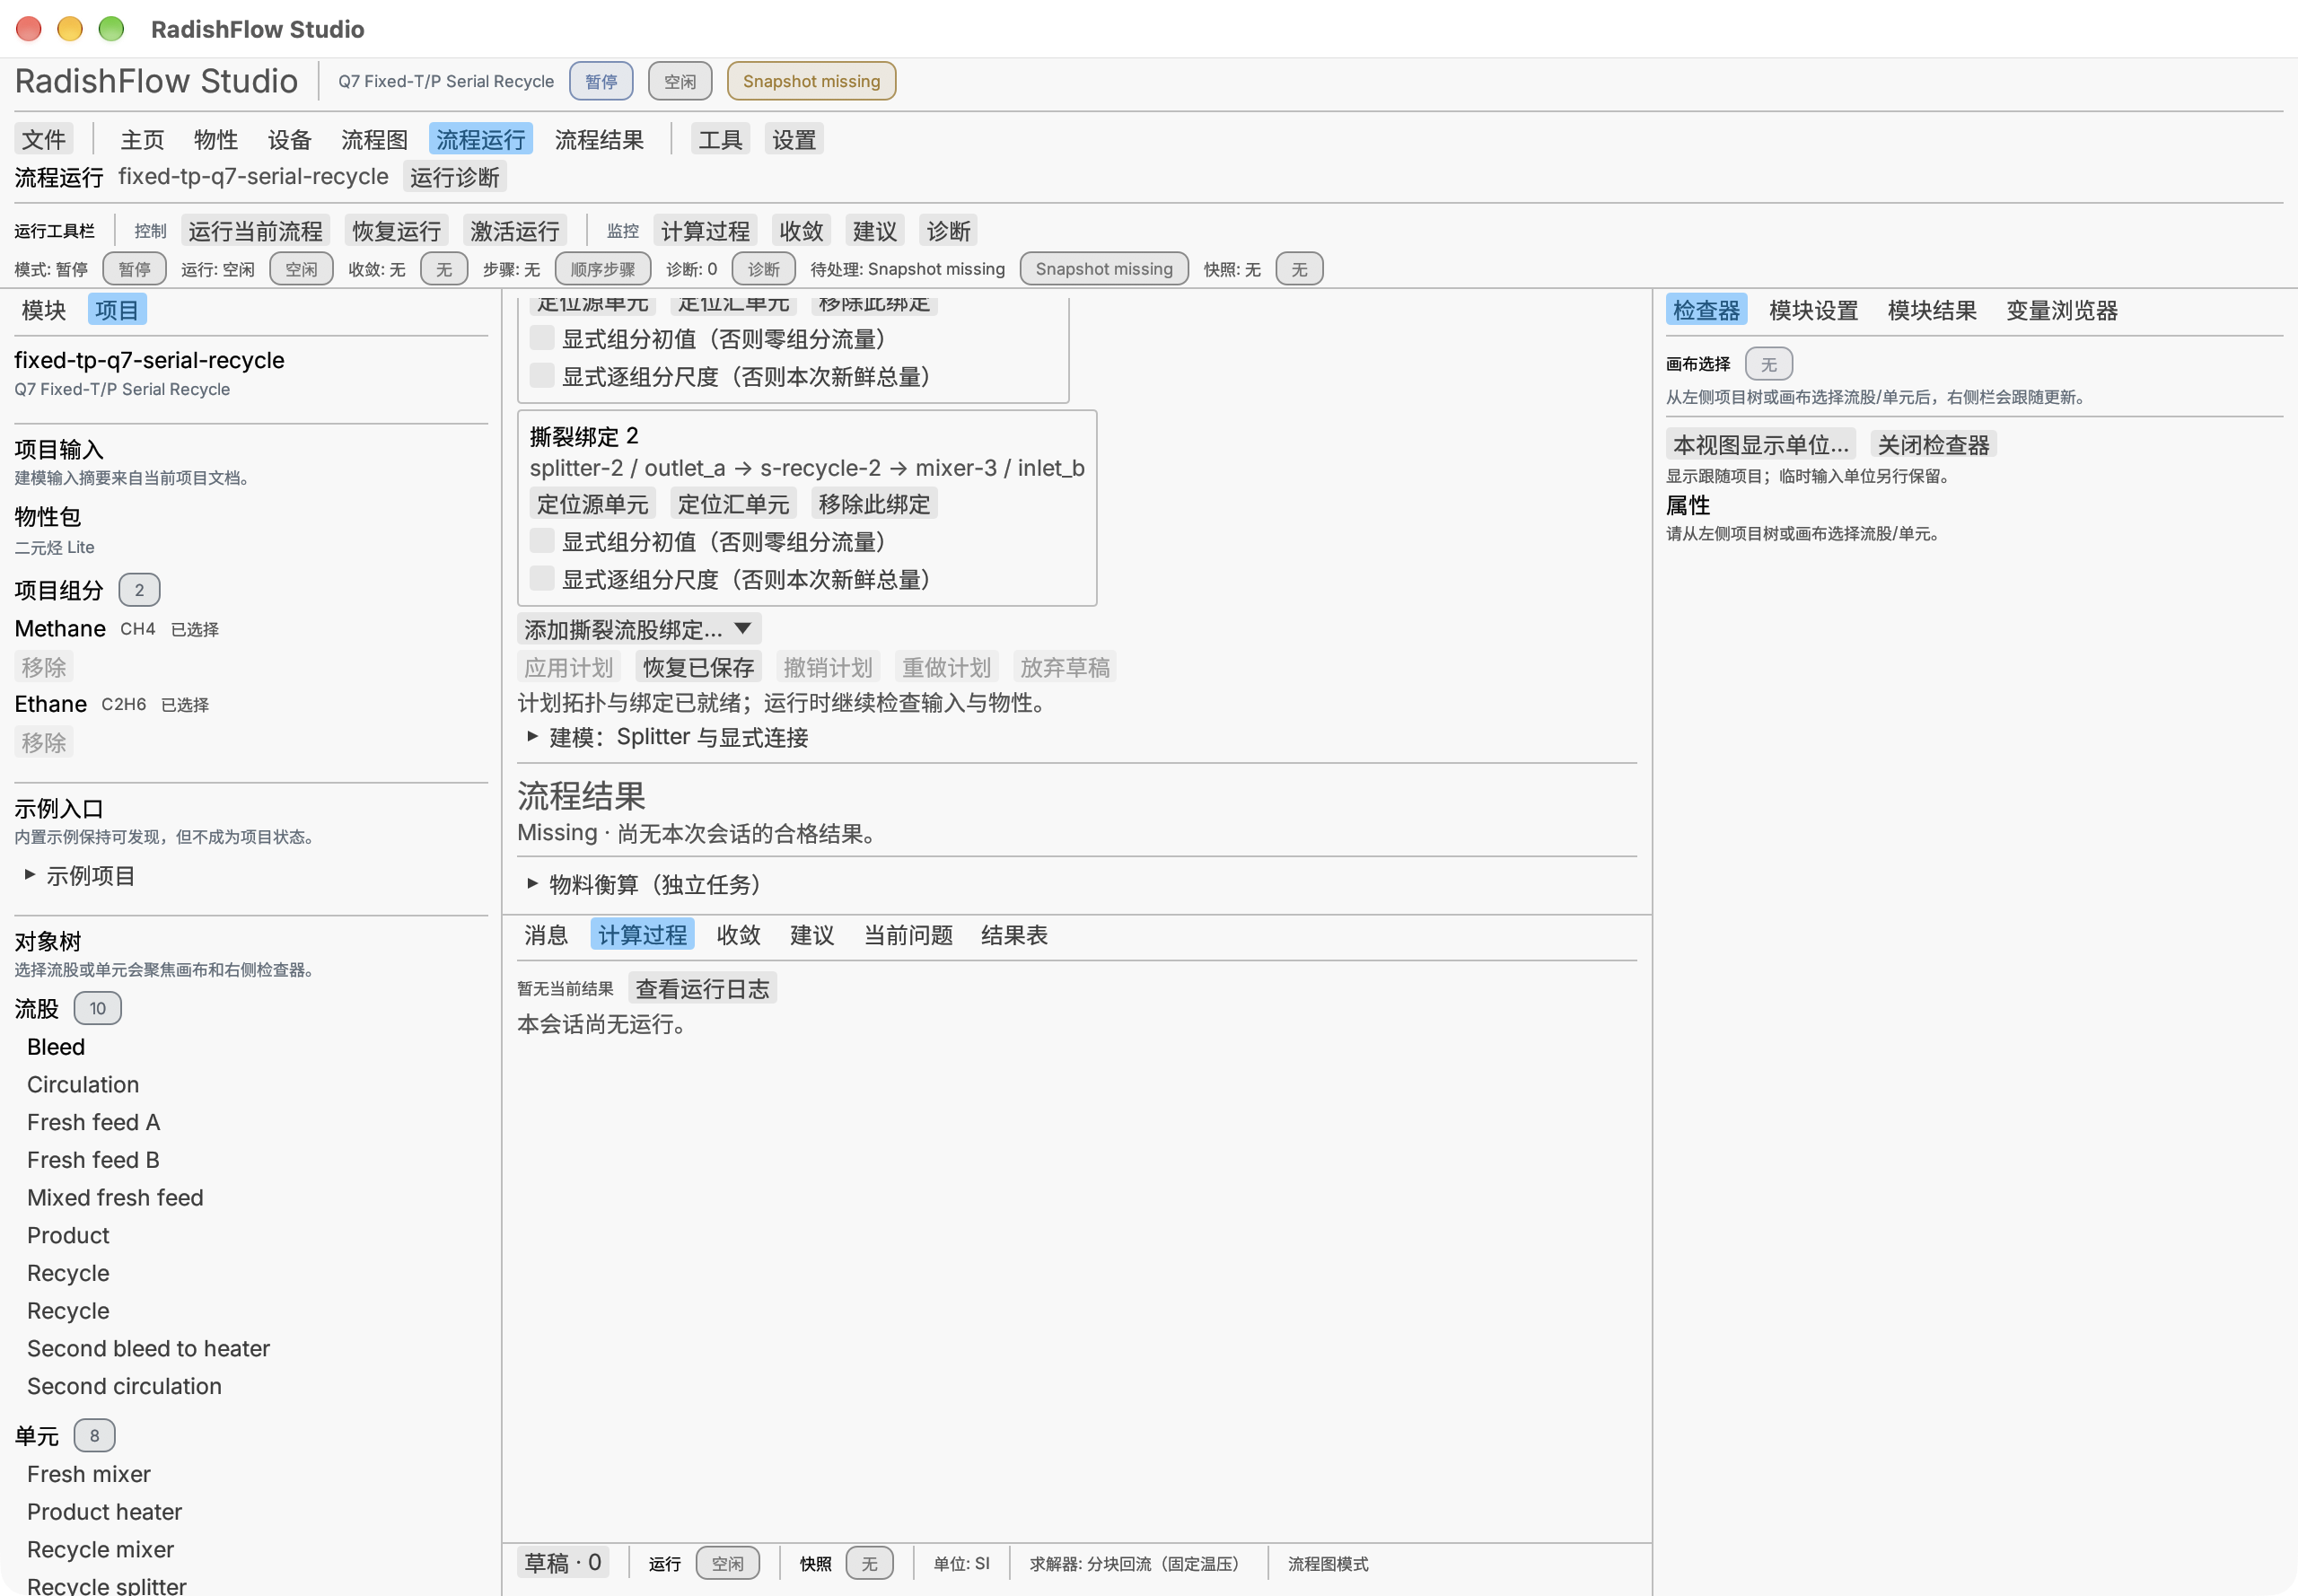 RadishFlow Studio
RadishFlow Studio Q7 Fixed-T/P Serial Recycle 暂停 空闲 Snapshot missing
文件 主页 物性 设备 流程图 流程运行 流程结果 工具 设置
流程运行 fixed-tp-q7-serial-recycle 运行诊断
运行工具栏 控制 运行当前流程 恢复运行 激活运行 监控 计算过程 收敛 建议 诊断
模式: 暂停 暂停 运行: 空闲 空闲 收敛: 无 无 步骤: 无 顺序步骤 诊断: 0 诊断 待处理: Snapshot missing Snapshot missing 快照: 无 无
模块 项目
fixed-tp-q7-serial-recycle
Q7 Fixed-T/P Serial Recycle
项目输入
建模输入摘要来自当前项目文档。
物性包
二元烃 Lite
项目组分 2
Methane CH4 已选择
移除
Ethane C2H6 已选择
移除
示例入口
内置示例保持可发现，但不成为项目状态。
▸ 示例项目
对象树
选择流股或单元会聚焦画布和右侧检查器。
流股 10
Bleed
Circulation
Fresh feed A
Fresh feed B
Mixed fresh feed
Product
Recycle
Recycle
Second bleed to heater
Second circulation
单元 8
Fresh mixer
Product heater
Recycle mixer
Recycle splitter
定位源单元 定位汇单元 移除此绑定
显式组分初值（否则零组分流量）
显式逐组分尺度（否则本次新鲜总量）
撕裂绑定 2
splitter-2 / outlet_a → s-recycle-2 → mixer-3 / inlet_b
定位源单元 定位汇单元 移除此绑定
显式组分初值（否则零组分流量）
显式逐组分尺度（否则本次新鲜总量）
添加撕裂流股绑定... ▼
应用计划 恢复已保存 撤销计划 重做计划 放弃草稿
计划拓扑与绑定已就绪；运行时继续检查输入与物性。
▸ 建模：Splitter 与显式连接
流程结果
Missing · 尚无本次会话的合格结果。
▸ 物料衡算（独立任务）
消息 计算过程 收敛 建议 当前问题 结果表
暂无当前结果 查看运行日志
本会话尚无运行。
草稿 · 0 运行 空闲 快照 无 单位: SI 求解器: 分块回流（固定温压） 流程图模式
检查器 模块设置 模块结果 变量浏览器
画布选择 无
从左侧项目树或画布选择流股/单元后，右侧栏会跟随更新。
本视图显示单位... 关闭检查器
显示跟随项目；临时输入单位另行保留。
属性
请从左侧项目树或画布选择流股/单元。